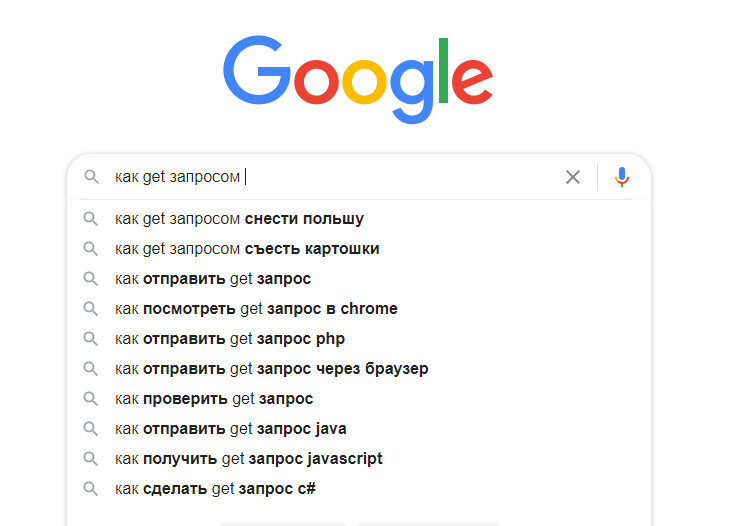 Google
как get запросом
как get запросом снести польшу
как get запросом съесть картошки
как отправить get запрос
как посмотреть get запрос в chrome
как отправить get запрос php
как отправить get запрос через браузер
как проверить get запрос
как отправить get запрос java
как получить get запрос javascript
как сделать get запрос c#